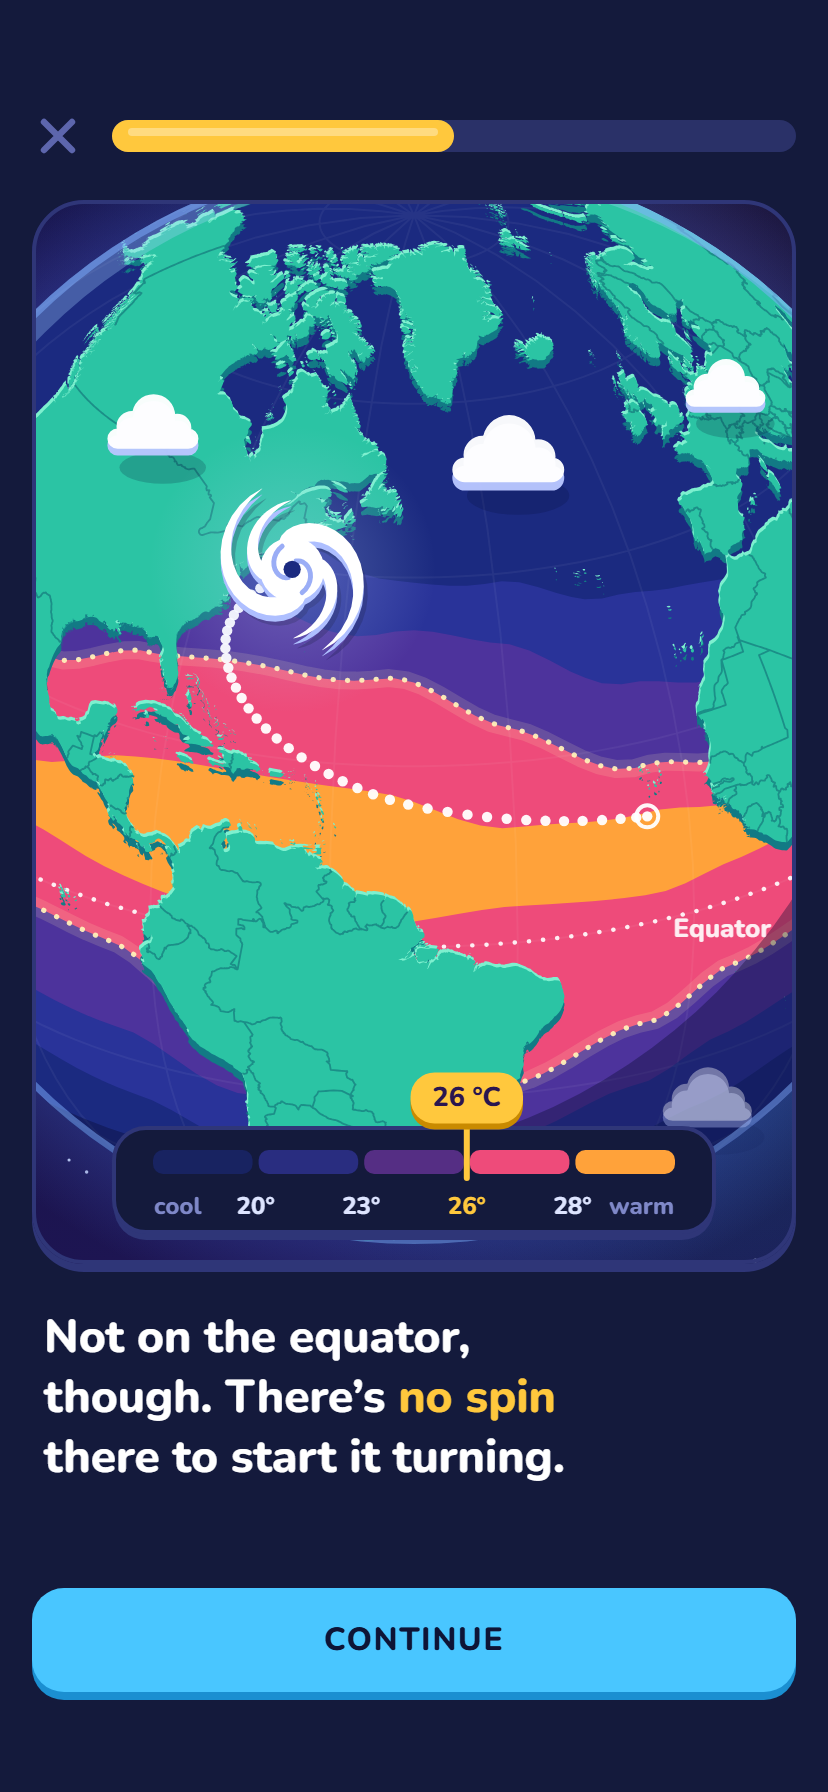 Equator
26 °C
cool 20° 23° 26° 28° warm
Not on the equator,
though. There’s no spin
there to start it turning.
CONTINUE